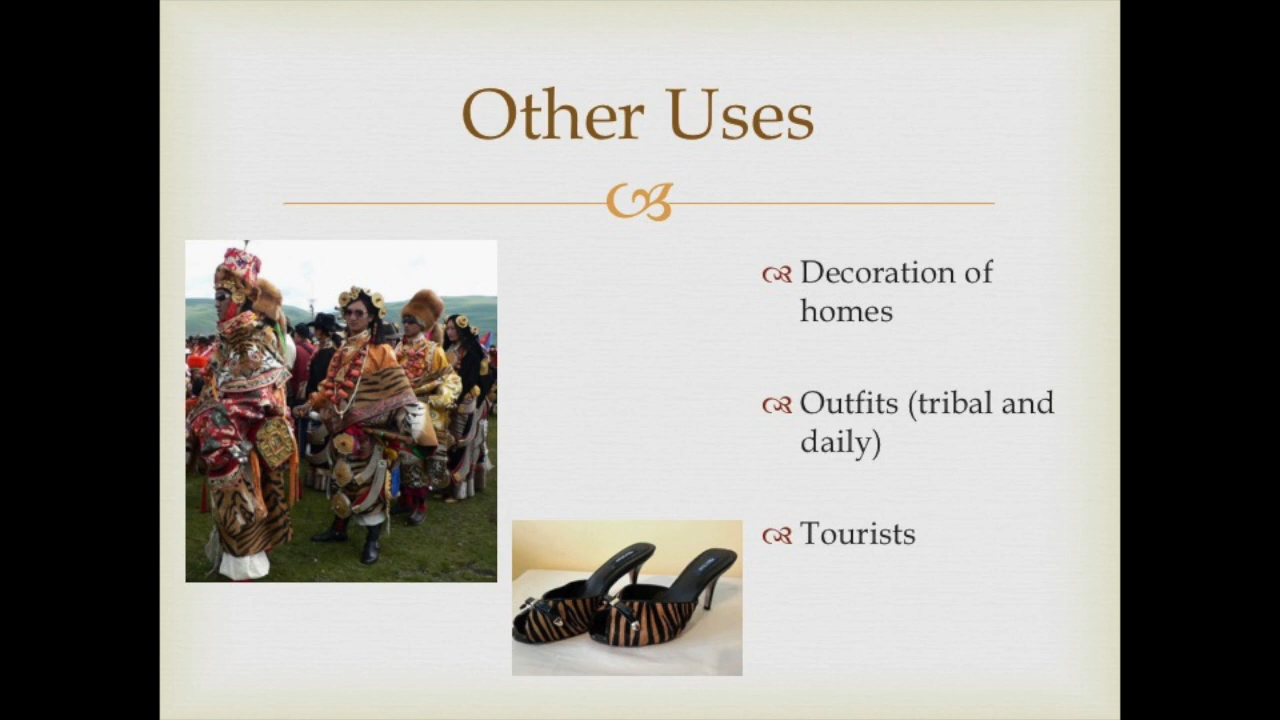 Other Uses
Decoration of
homes
Outfits (tribal and
daily)
Tourists